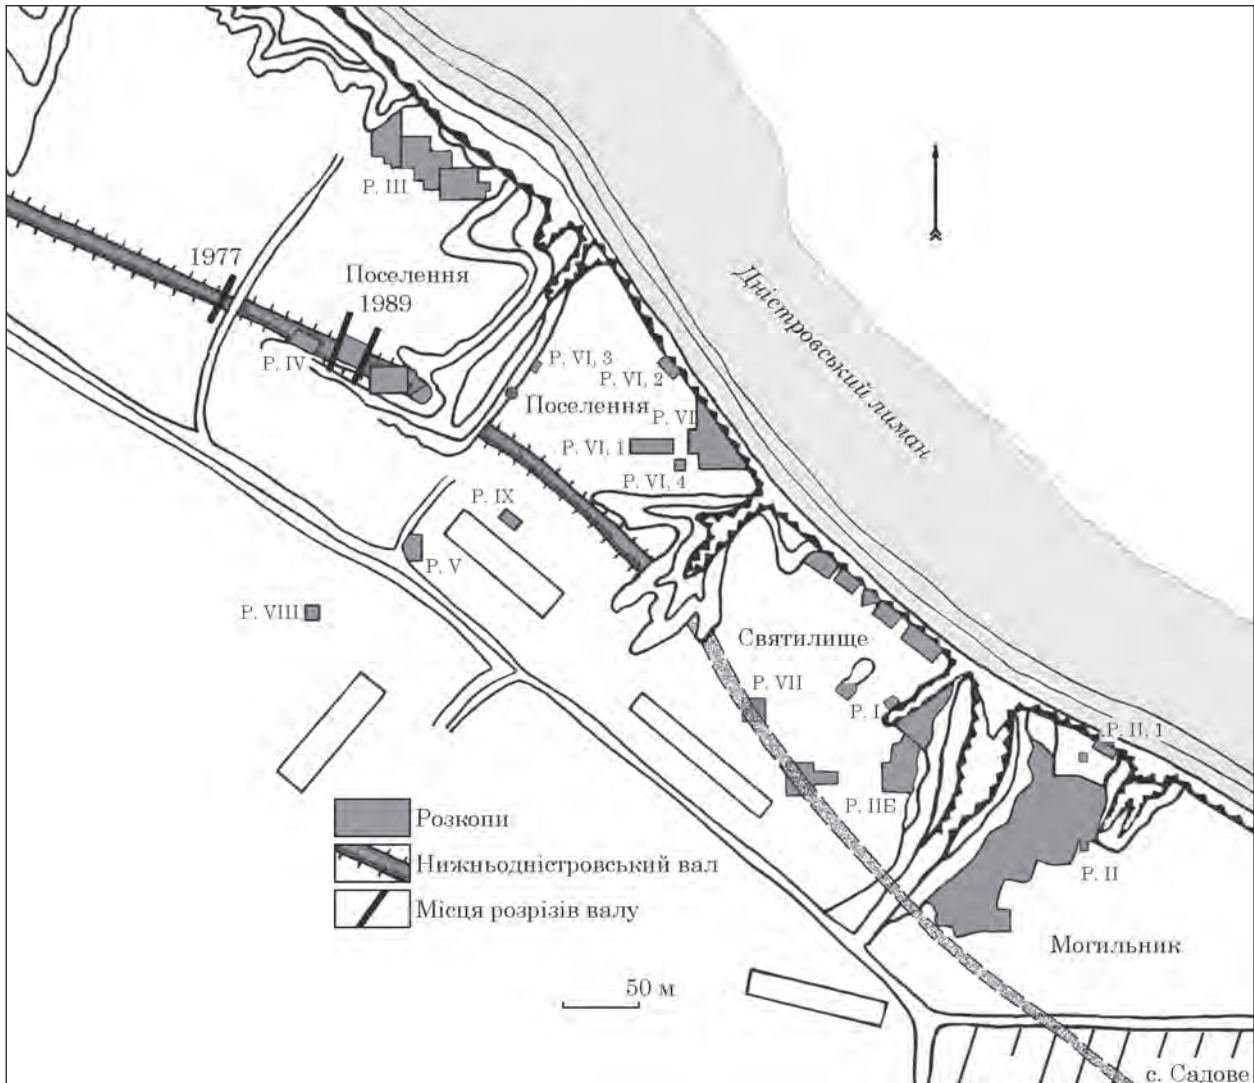 Р. III
1977
Поселення
1989
Р. IV
Р. VI, 3
Р. VI, 2
Поселення
Р. VI
Р. VI, 1
Р. VI, 4
Дністровський лиман
Р. IX
Р. V
Р. VIII
Святилище
Р. VII
Р. I
Р. II, 1
Р. IIЕ
Р. II
Могильник
Розкопи
Нижньодністровський вал
Місця розрізів валу
50 м
с. Садове